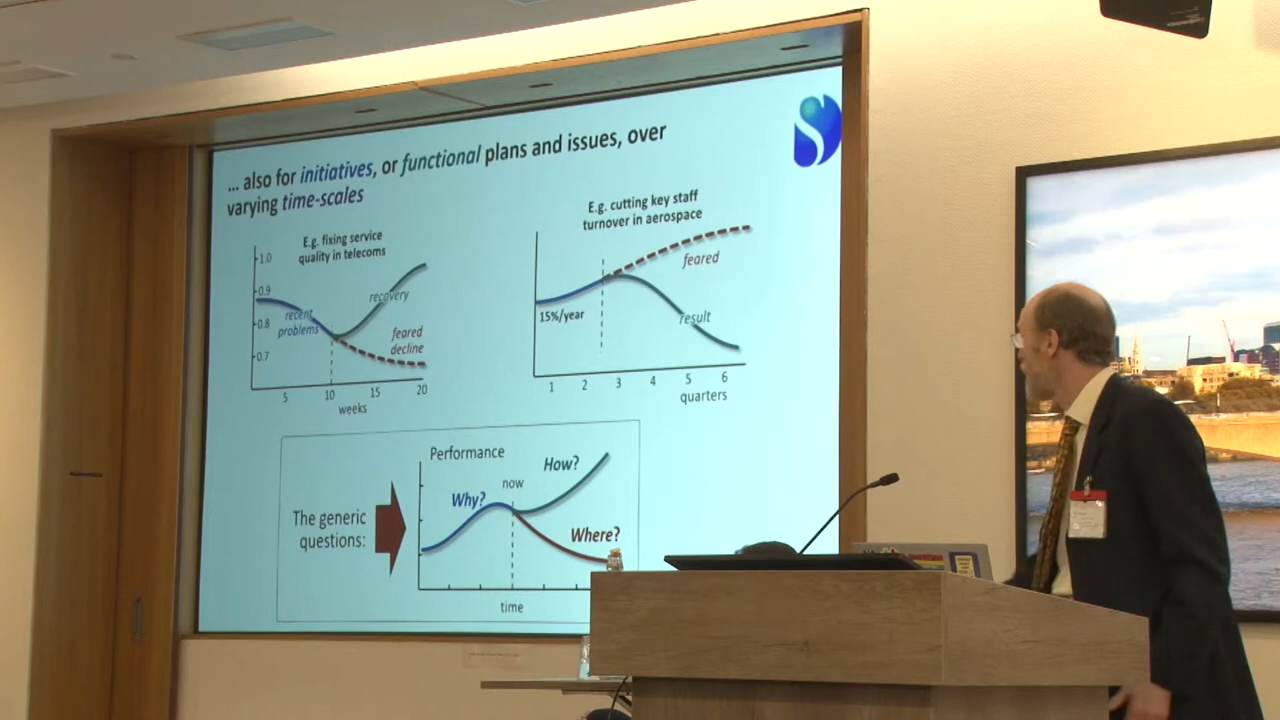 ... also for initiatives, or functional plans and issues, over
varying time-scales
E.g. fixing service
quality in telecoms
1.0
0.9
0.8
0.7
recent
problems
recovery
feared
decline
5 10 15 20
weeks
E.g. cutting key staff
turnover in aerospace
feared
15%/year
result
1 2 3 4 5 6
quarters
The generic
questions:
Performance
How?
now
Why?
Where?
time